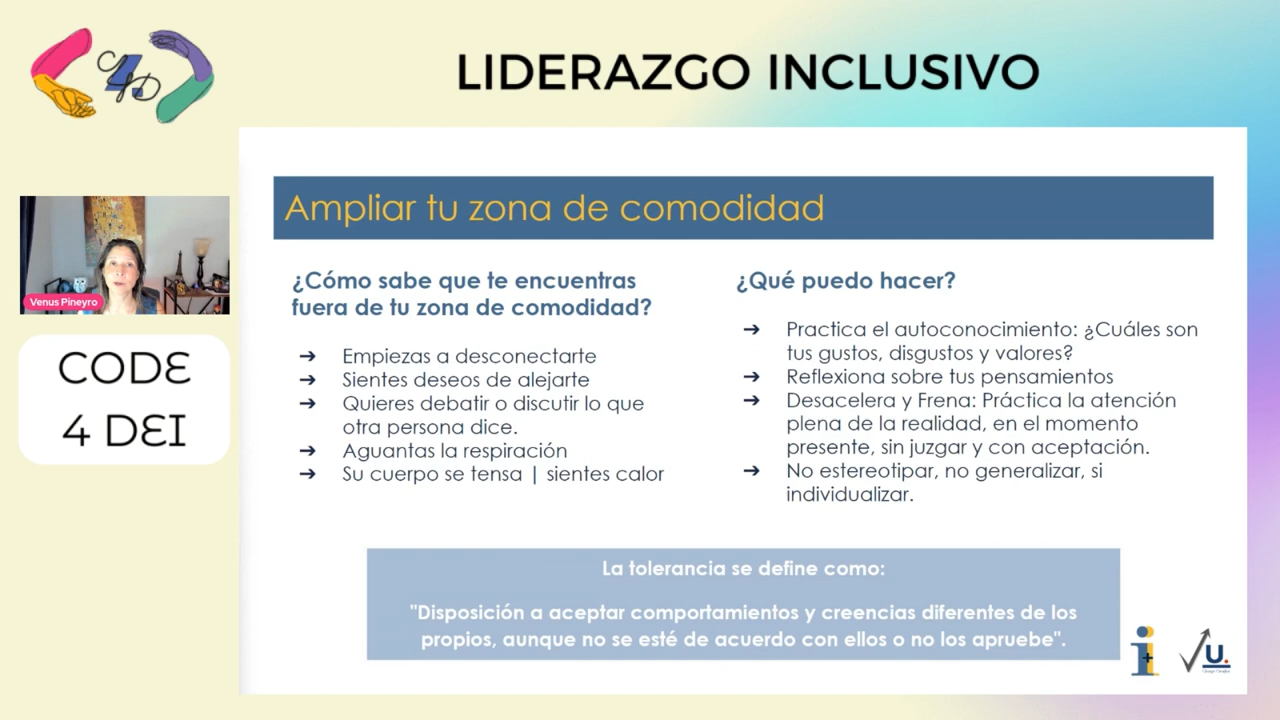 LIDERAZGO INCLUSIVO
Ampliar tu zona de comodidad
¿Cómo sabe que te encuentras
fuera de tu zona de comodidad?
➔ Empiezas a desconectarte
➔ Sientes deseos de alejarte
➔ Quieres debatir o discutir lo que
otra persona dice.
➔ Aguantas la respiración
➔ Su cuerpo se tensa | sientes calor
¿Qué puedo hacer?
➔ Practica el autoconocimiento: ¿Cuáles son
tus gustos, disgustos y valores?
➔ Reflexiona sobre tus pensamientos
➔ Desacelera y Frena: Práctica la atención
plena de la realidad, en el momento
presente, sin juzgar y con aceptación.
➔ No estereotipar, no generalizar, si
individualizar.
La tolerancia se define como:
"Disposición a aceptar comportamientos y creencias diferentes de los
propios, aunque no se esté de acuerdo con ellos o no los apruebe".
Venus Pineyro
CODE
4 DEI
C4D
i+
U.